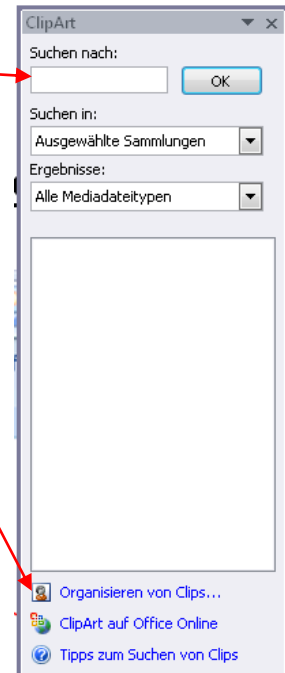 ClipArt
Suchen nach:
OK
Suchen in:
Ausgewählte Sammlungen
Ergebnisse:
Alle Mediadateitypen
Organisieren von Clips...
ClipArt auf Office Online
Tipps zum Suchen von Clips